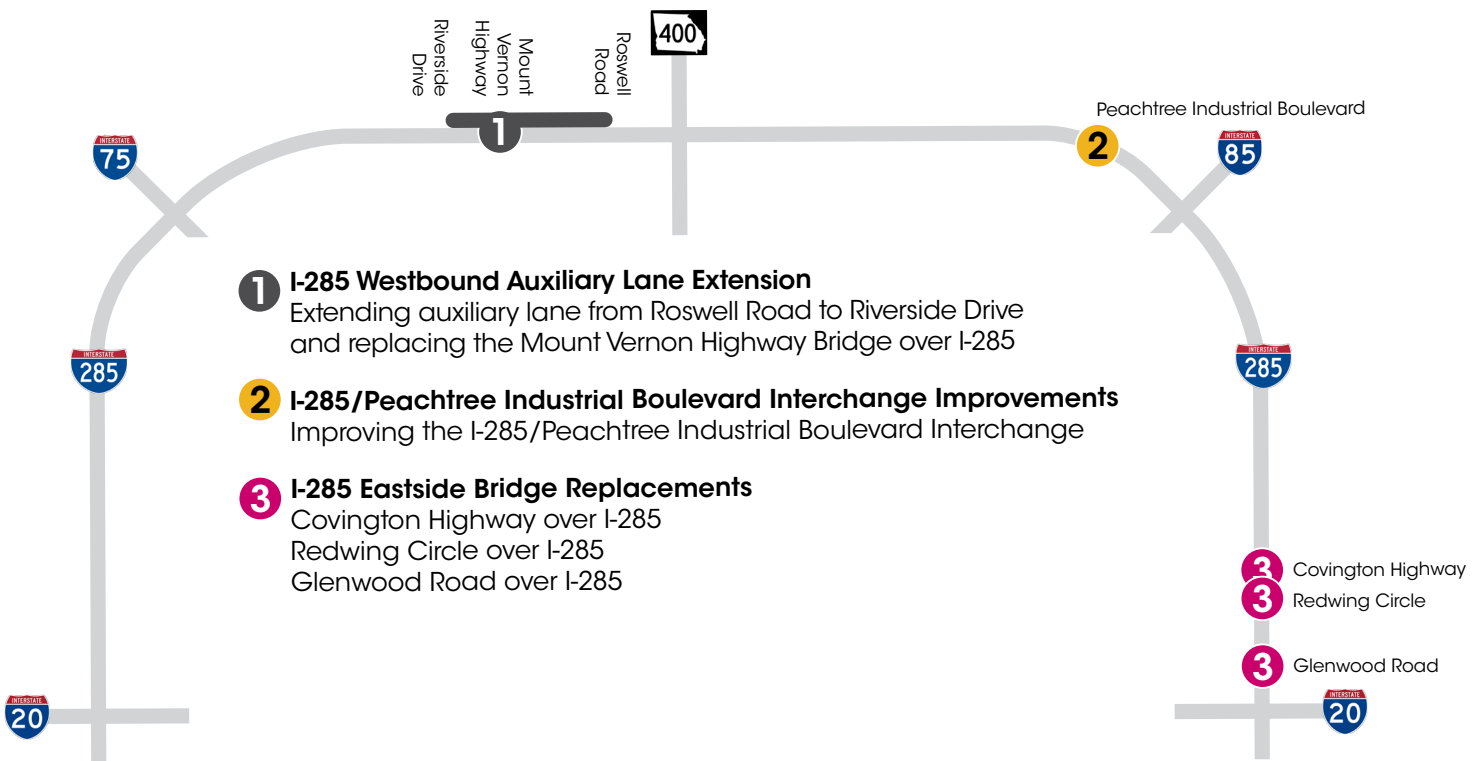 Riverside
Drive
Mount
Vernon
Highway
Roswell
Road
400
1
Peachtree Industrial Boulevard
2
INTERSTATE
75
INTERSTATE
85
1 I-285 Westbound Auxiliary Lane Extension
Extending auxiliary lane from Roswell Road to Riverside Drive
and replacing the Mount Vernon Highway Bridge over I-285
INTERSTATE
285
INTERSTATE
285
2 I-285/Peachtree Industrial Boulevard Interchange Improvements
Improving the I-285/Peachtree Industrial Boulevard Interchange
3 I-285 Eastside Bridge Replacements
Covington Highway over I-285
Redwing Circle over I-285
Glenwood Road over I-285
3 Covington Highway
3 Redwing Circle
3 Glenwood Road
INTERSTATE
20
INTERSTATE
20